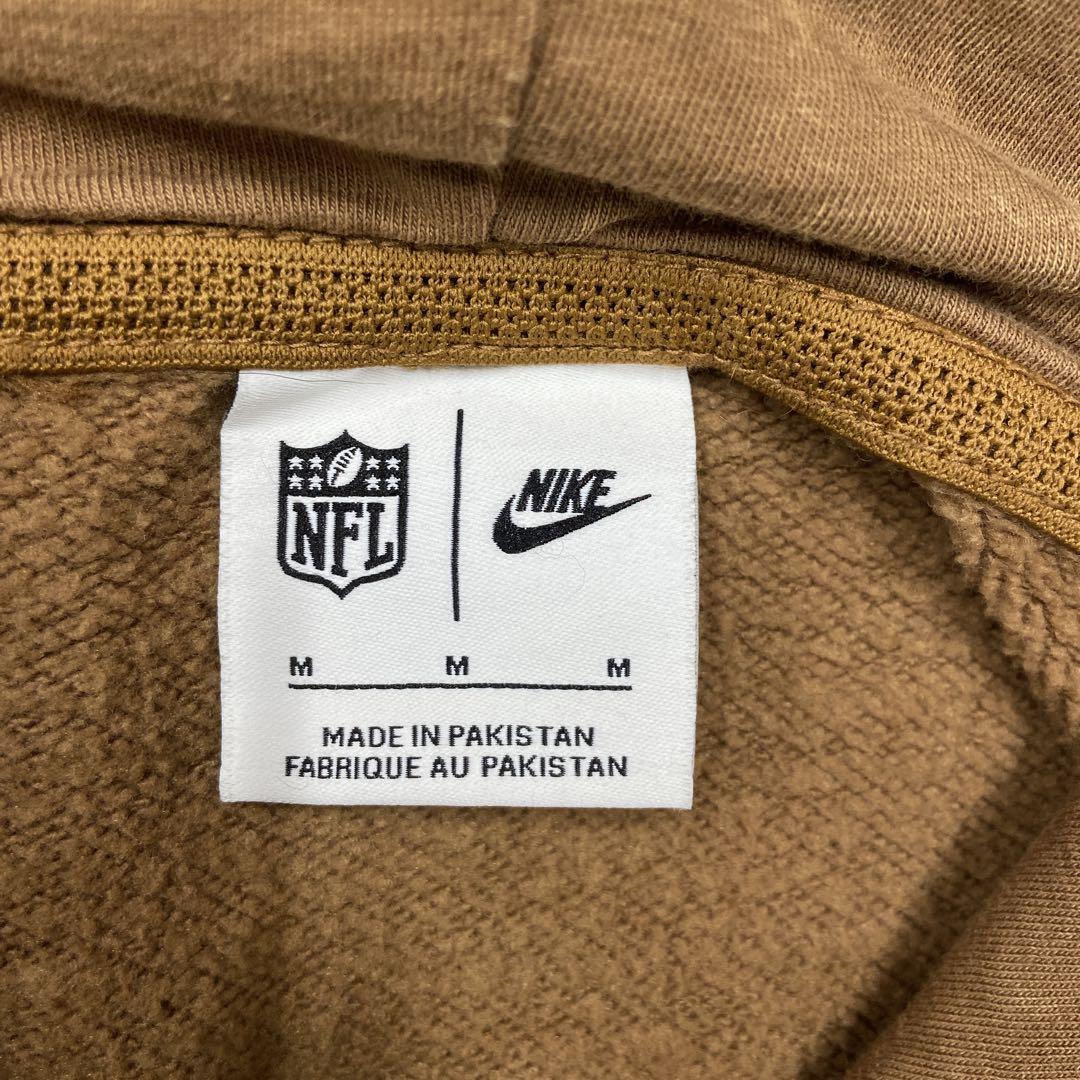 NFL
NIKE
M M M
MADE IN PAKISTAN
FABRIQUE AU PAKISTAN